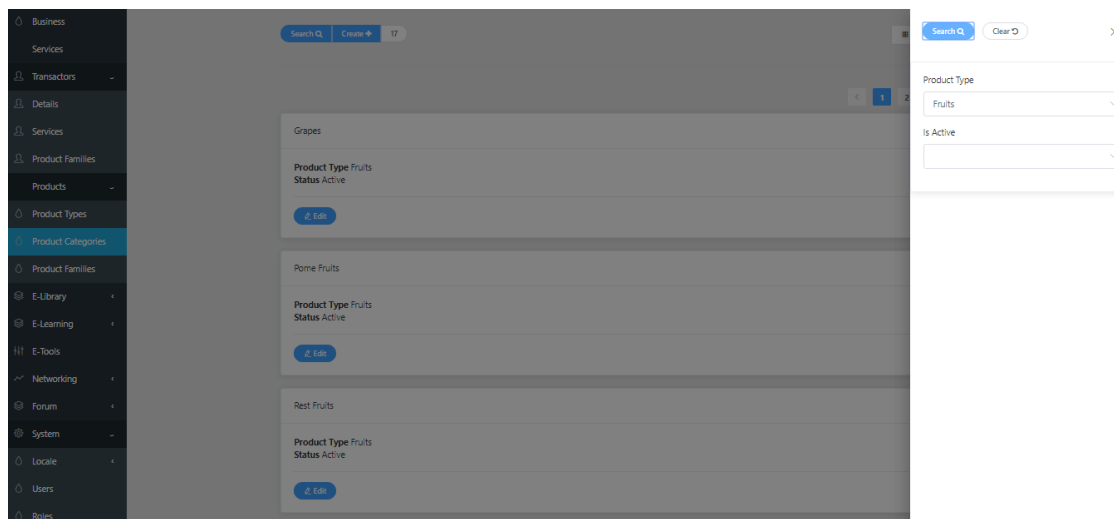 Business
Services
Transactors
Details
Services
Product Families
Products
Product Types
Product Categories
Product Families
E-Library
E-Learning
E-Tools
Networking
Forum
System
Locale
Users
Roles
Search Create 17
1 2
Grapes
Product Type Fruits
Status Active
Edit
Pome Fruits
Product Type Fruits
Status Active
Edit
Rest Fruits
Product Type Fruits
Status Active
Edit
Search Clear
Product Type
Fruits
Is Active